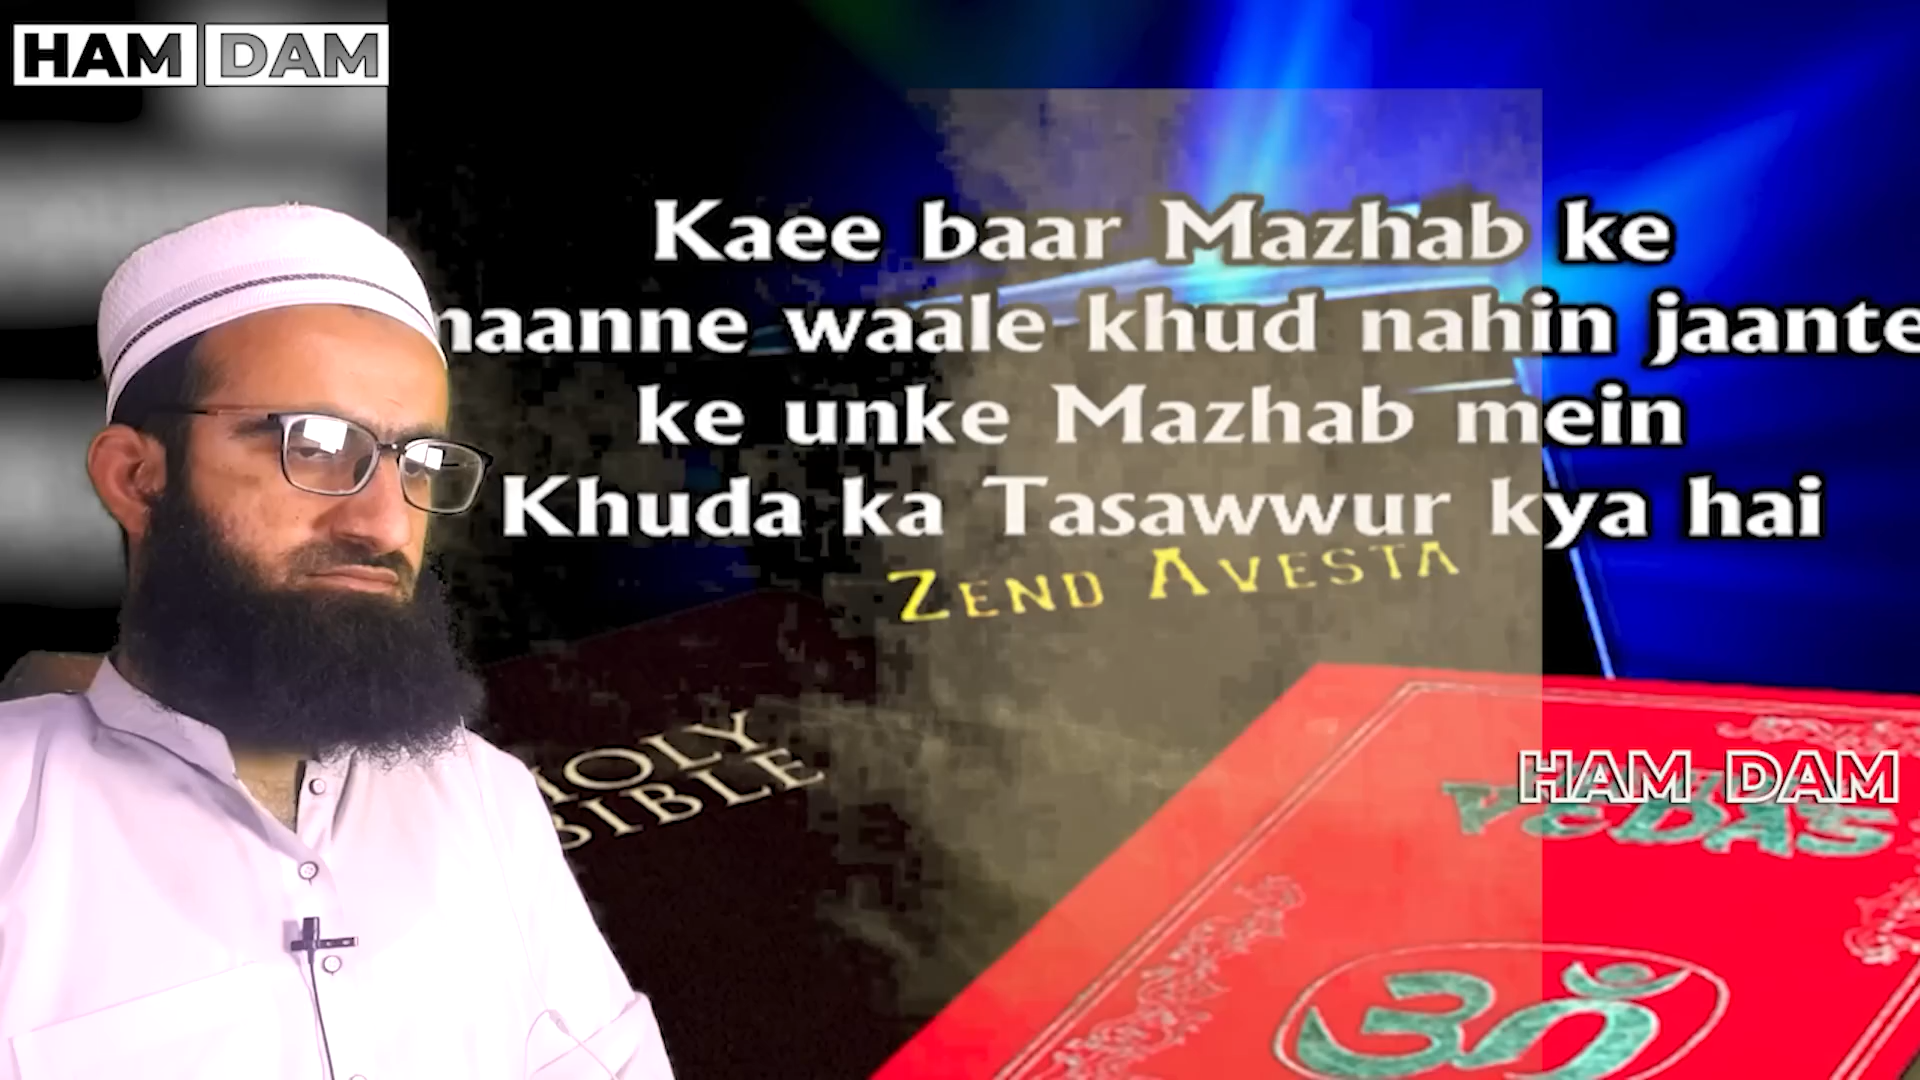 HAM DAM
Kaee baar Mazhab ke
maanne waale khud nahin jaante
ke unke Mazhab mein
Khuda ka Tasawwur kya hai
ZEND AVESTA
HOLY
BIBLE
HAM DAM
VEDAS
ॐ